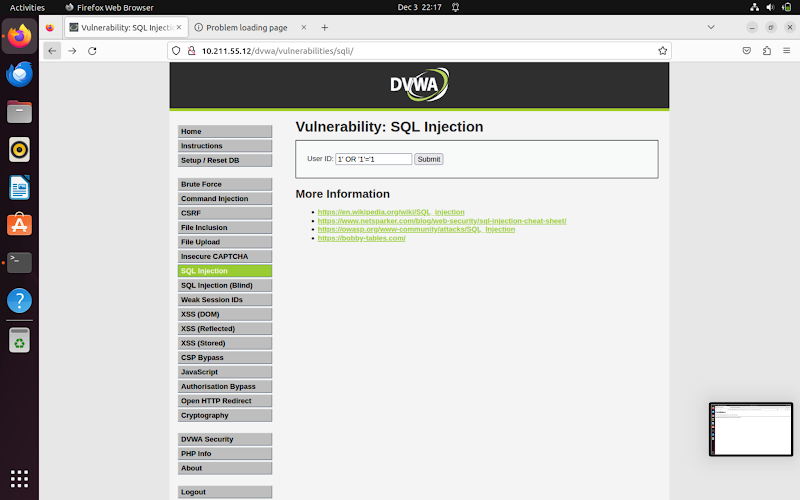 Activities
Firefox Web Browser
Dec 3 22:17
Vulnerability: SQL Injectio
Problem loading page
10.211.55.12/dvwa/vulnerabilities/sqli/
DVWA
Home
Instructions
Setup / Reset DB
Brute Force
Command Injection
CSRF
File Inclusion
File Upload
Insecure CAPTCHA
SQL Injection
SQL Injection (Blind)
Weak Session IDs
XSS (DOM)
XSS (Reflected)
XSS (Stored)
CSP Bypass
JavaScript
Authorisation Bypass
Open HTTP Redirect
Cryptography
DVWA Security
PHP Info
About
Logout
Vulnerability: SQL Injection
User ID: 1' OR '1'='1 Submit
More Information
https://en.wikipedia.org/wiki/SQL_injection
https://www.netsparker.com/blog/web-security/sql-injection-cheat-sheet/
https://owasp.org/www-community/attacks/SQL_Injection
https://bobby-tables.com/